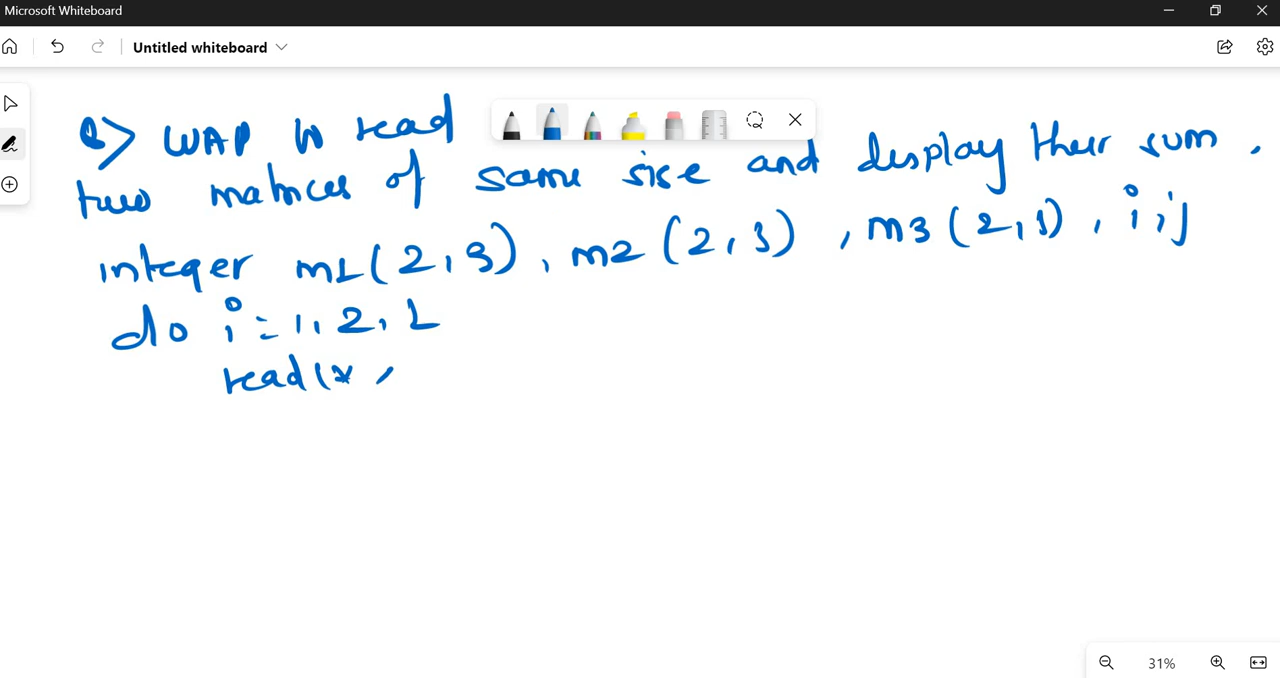 Microsoft Whiteboard
Untitled whiteboard
Q> WAP to read
two matrices of same size and display their sum.
integer m1(2,3), m2(2,3), m3(2,3), i,j
do i=1,2,1
read(*,
31%